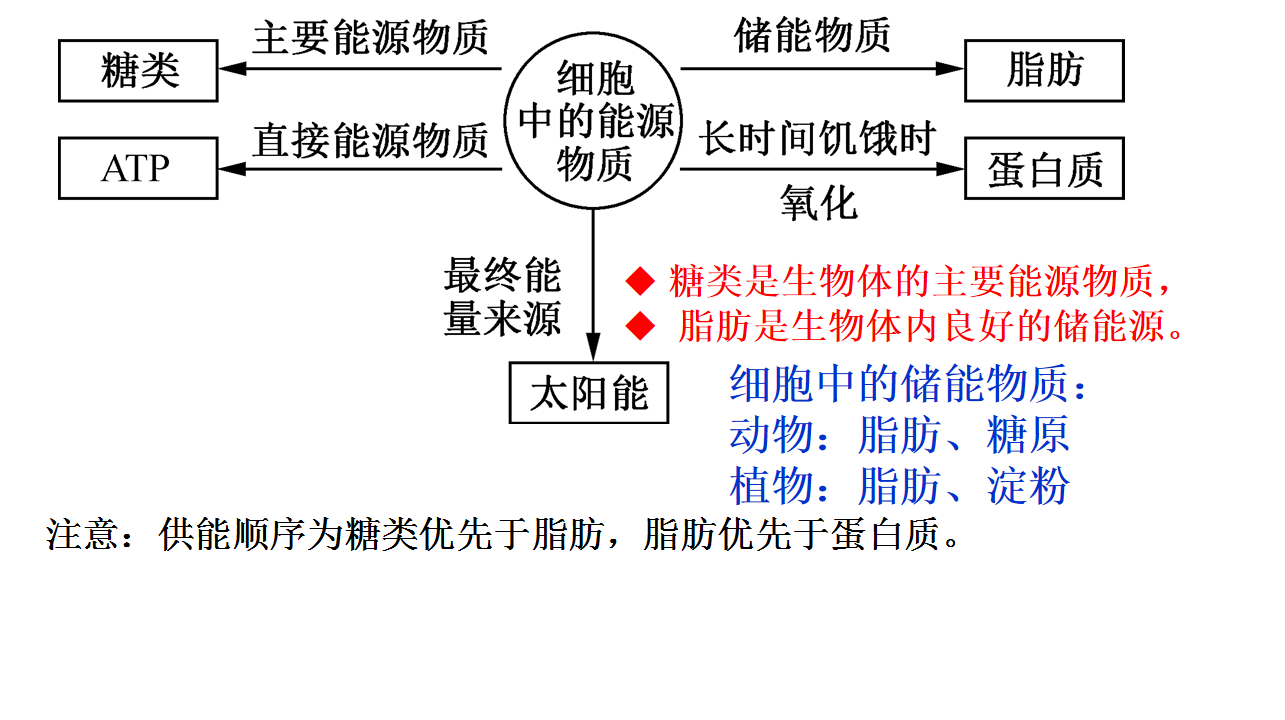 主要能源物质
储能物质
糖类
细胞
中的能源
物质
脂肪
直接能源物质
长时间饥饿时
ATP
蛋白质
氧化
最终能
量来源
◆ 糖类是生物体的主要能源物质，
◆ 脂肪是生物体内良好的储能源。
太阳能
细胞中的储能物质：
动物：脂肪、糖原
植物：脂肪、淀粉
注意：供能顺序为糖类优先于脂肪，脂肪优先于蛋白质。